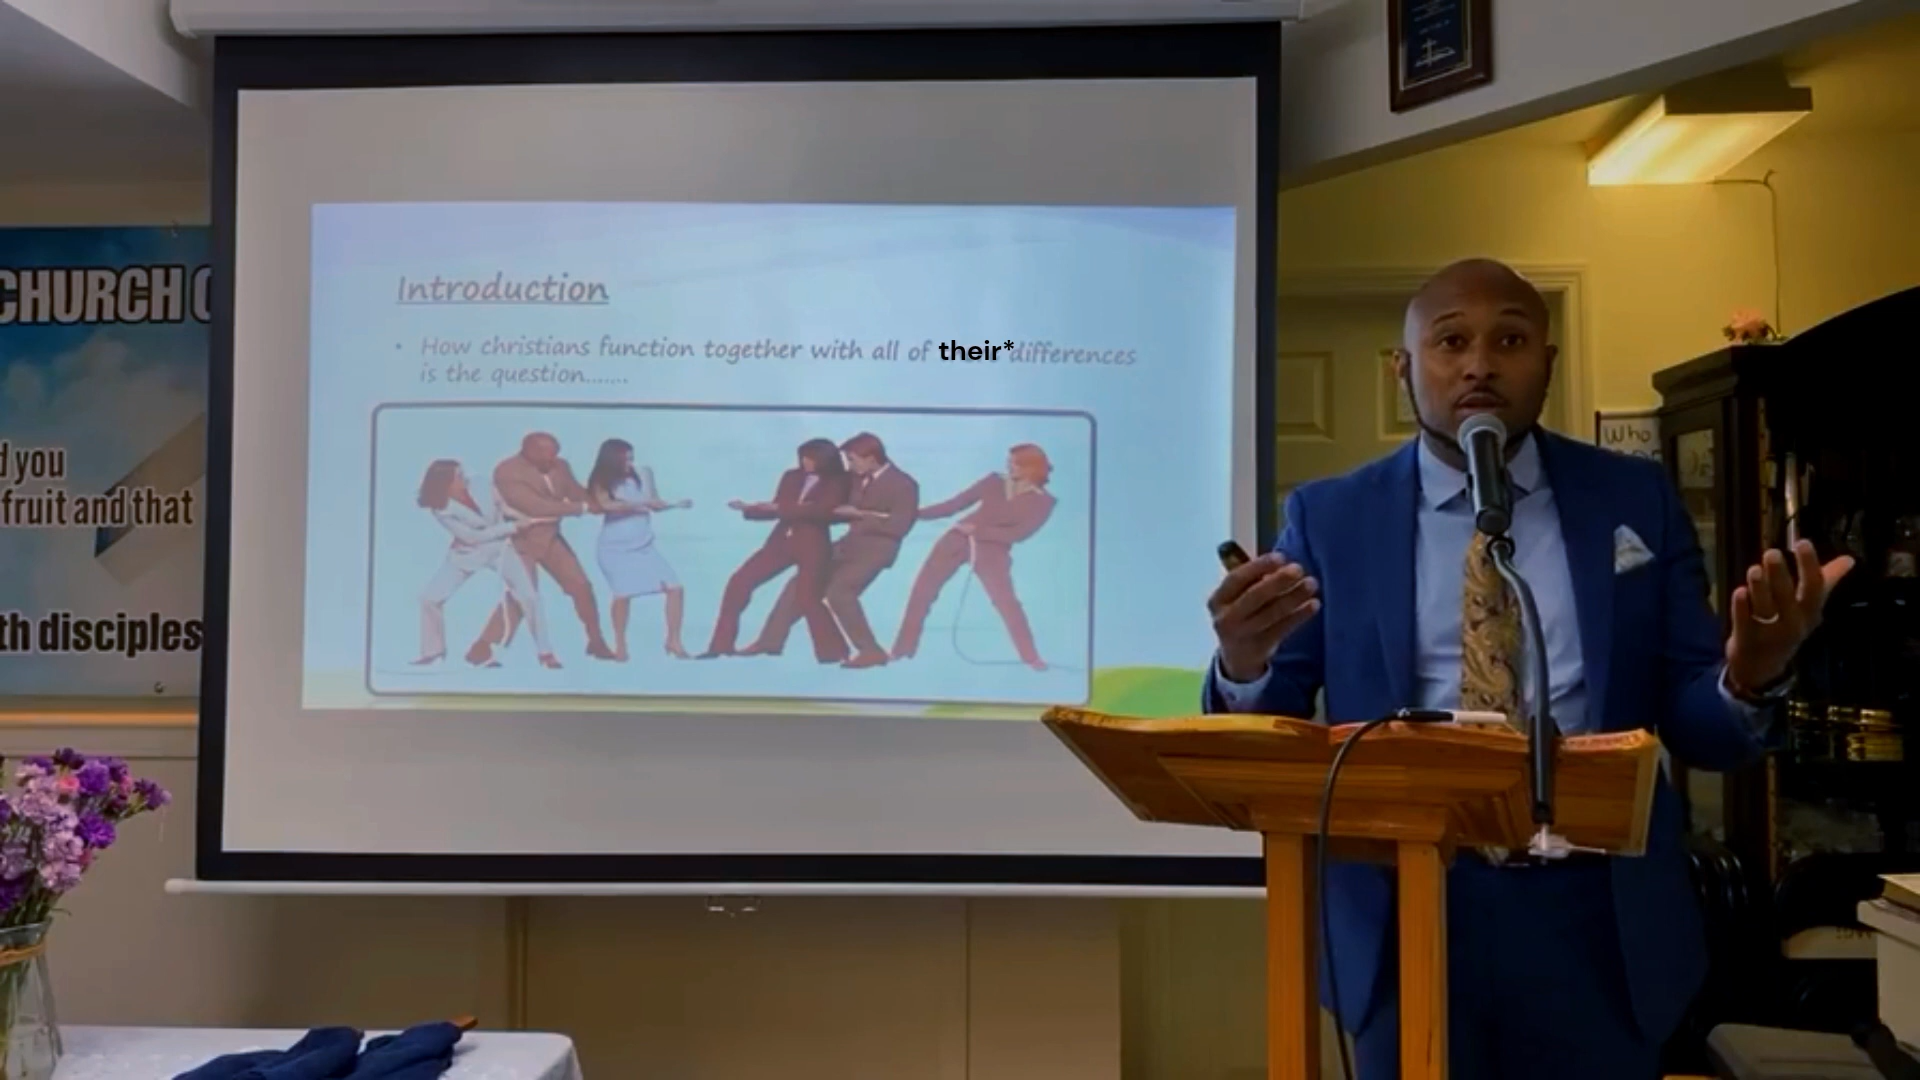 CHURCH
d you
fruit and that
th disciples
Introduction
• How christians function together with all of their* differences
is the question.......
Who